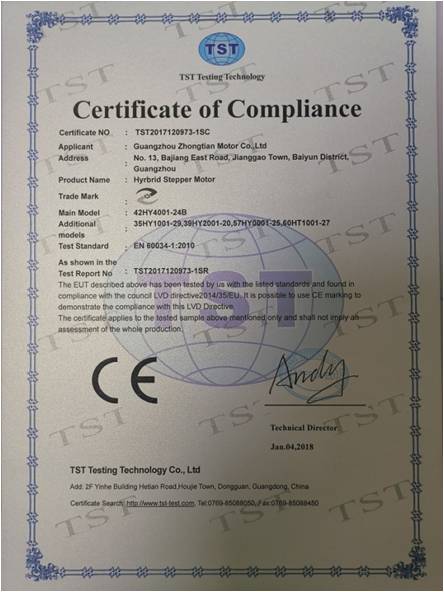 TST
TST Testing Technology
Certificate of Compliance
Certificate NO. : TST2017120973-1SC
Applicant : Guangzhou Zhongtian Motor Co.,Ltd
Address : No. 13, Bajiang East Road, Jianggao Town, Baiyun District,
Guangzhou
Product Name : Hyrbrid Stepper Motor
Trade Mark :
Main Model : 42HY4001-24B
Additional : 35HY1001-29,39HY2001-20,57HY0001-25,60HT1001-27
models
Test Standard : EN 60034-1:2010
As shown in the
Test Report No : TST2017120973-1SR
The EUT described above has been tested by us with the listed standards and found in
compliance with the council LVD directive2014/35/EU. It is possible to use CE marking to
demonstrate the compliance with this LVD Directive.
The certificate applies to the tested sample above mentioned only and shall not imply an
assessment of the whole production.
TST
CE
Andy
Technical Director
Jan.04,2018
TST Testing Technology Co., Ltd
Add: 2F Yinhe Building Hetian Road,Houjie Town, Dongguan, Guangdong, China
Certificate Search: http://www.tst-test.com, Tel:0769-85088050, Fax:0769-85088450